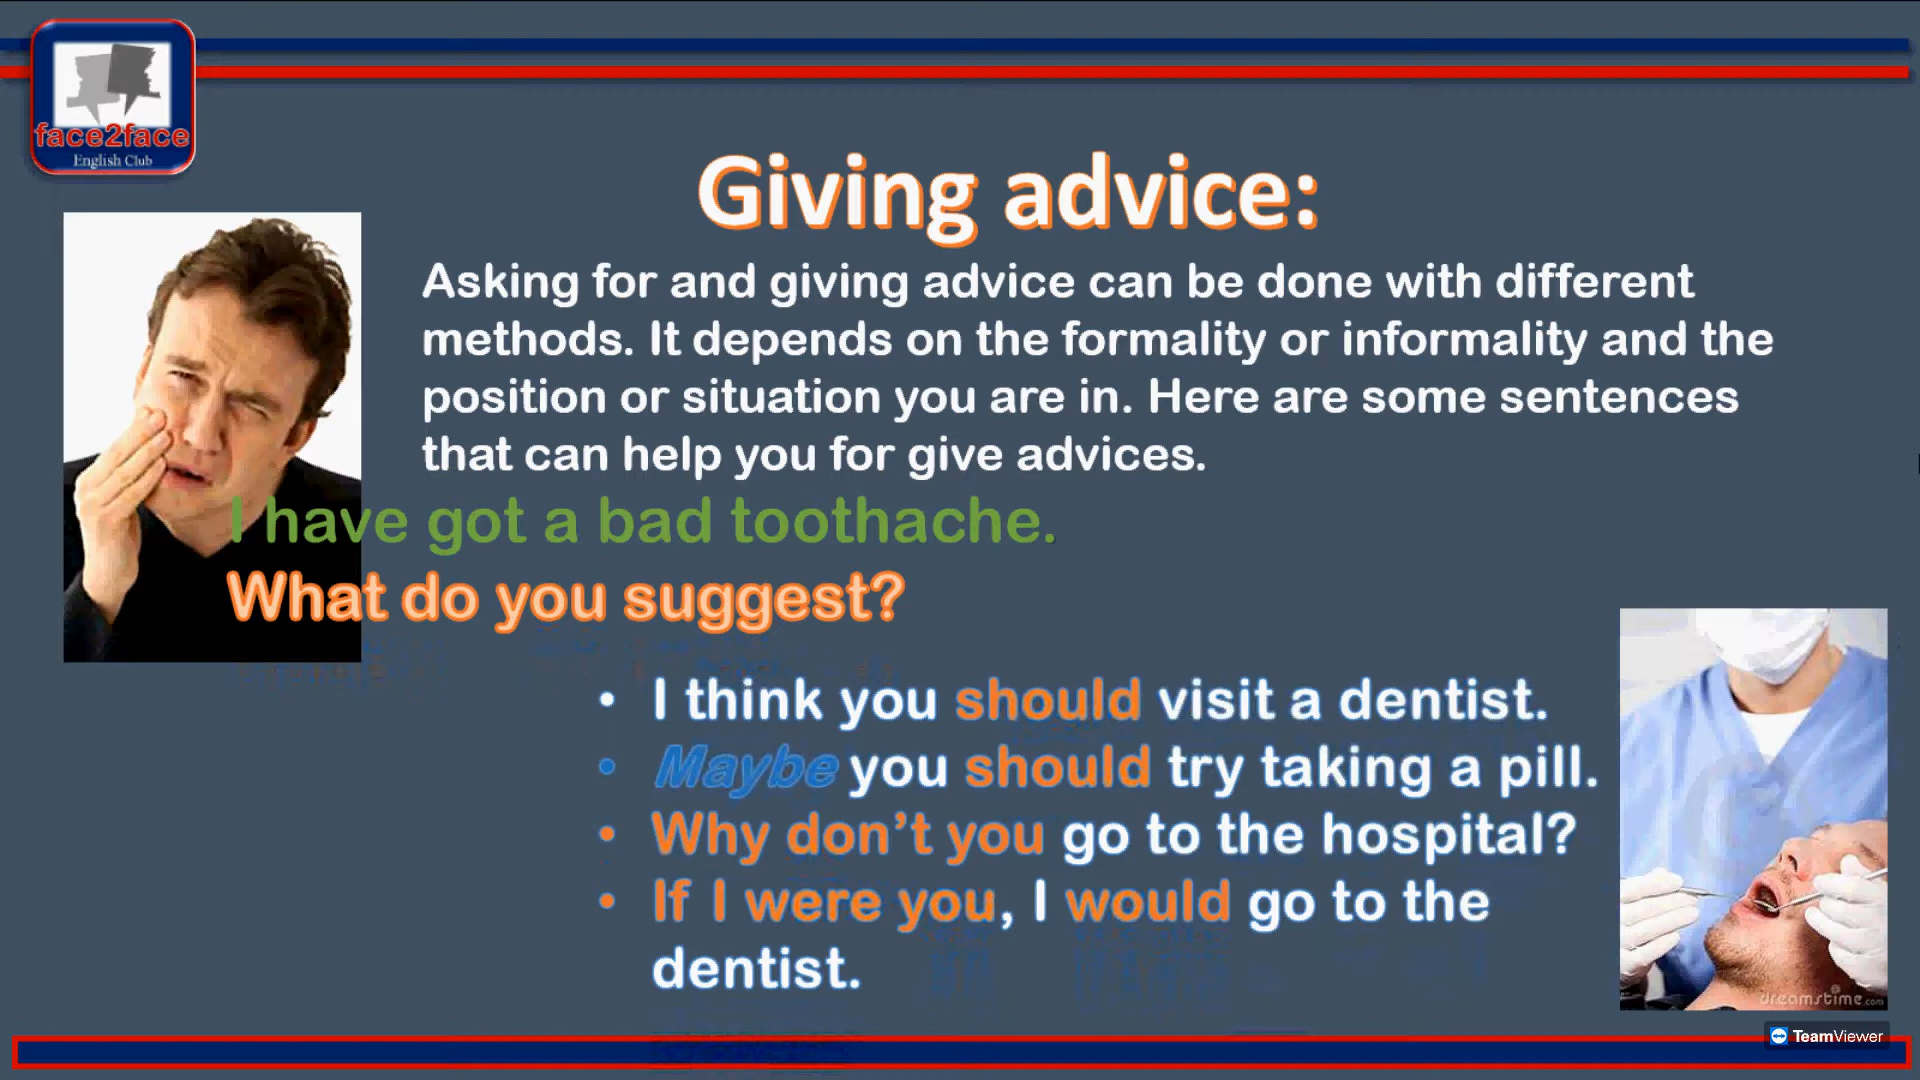 face2face
English Club
Giving advice:
Asking for and giving advice can be done with different
methods. It depends on the formality or informality and the
position or situation you are in. Here are some sentences
that can help you for give advices.
I have got a bad toothache.
What do you suggest?
• I think you should visit a dentist.
• Maybe you should try taking a pill.
• Why don't you go to the hospital?
• If I were you, I would go to the
dentist.
dreamstime.com
TeamViewer